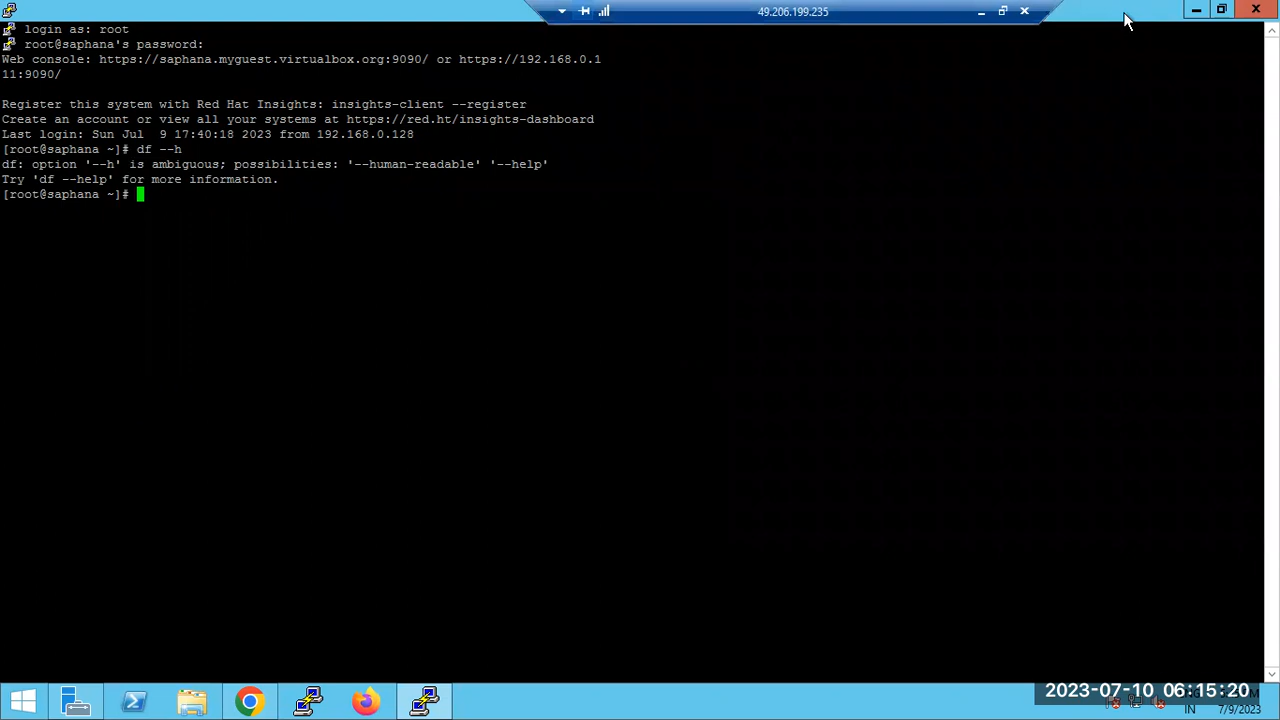 49.206.199.235
login as: root
root@saphana's password:
Web console: https://saphana.myguest.virtualbox.org:9090/ or https://192.168.0.1
11:9090/
Register this system with Red Hat Insights: insights-client --register
Create an account or view all your systems at https://red.ht/insights-dashboard
Last login: Sun Jul  9 17:40:18 2023 from 192.168.0.128
[root@saphana ~]# df --h
df: option '--h' is ambiguous; possibilities: '--human-readable' '--help'
Try 'df --help' for more information.
[root@saphana ~]#
2023-07-10 06:15:20
IN
7/9/2023